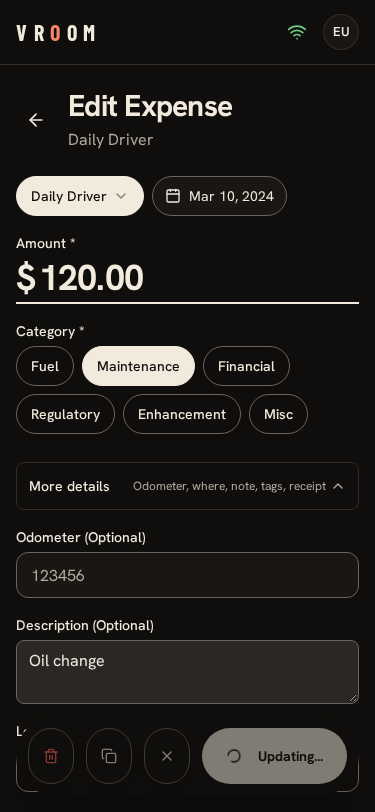 VROOM
EU
Edit Expense
Daily Driver
Daily Driver
Mar 10, 2024
Amount *
$ 120.00
Category *
Fuel
Maintenance
Financial
Regulatory
Enhancement
Misc
More details
Odometer, where, note, tags, receipt
Odometer (Optional)
123456
Description (Optional)
Oil change
Updating...